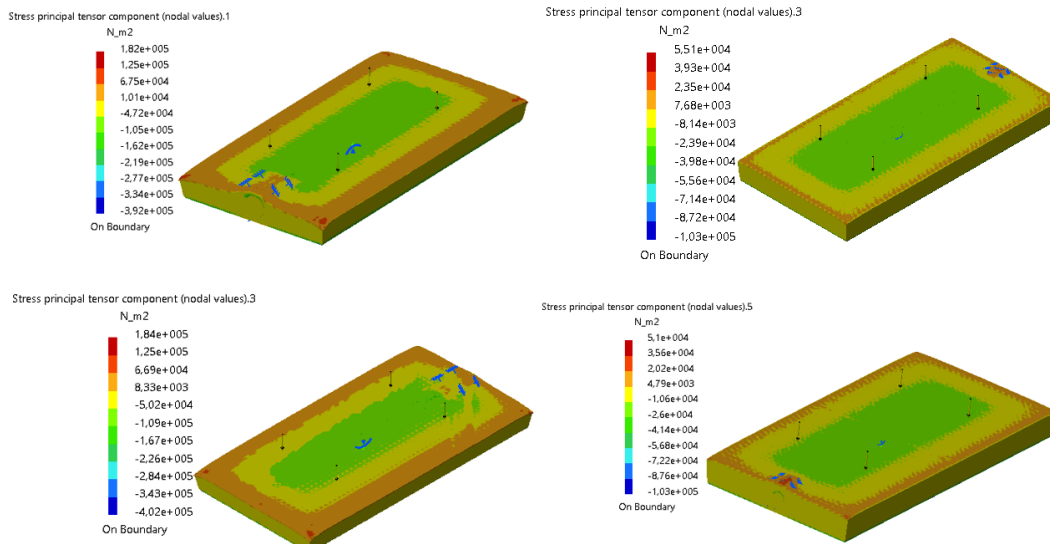 Stress principal tensor component (nodal values).1
N_m2
1,82e+005
1,25e+005
6,75e+004
1,01e+004
-4,72e+004
-1,05e+005
-1,62e+005
-2,19e+005
-2,77e+005
-3,34e+005
-3,92e+005
On Boundary
Stress principal tensor component (nodal values).3
N_m2
5,51e+004
3,93e+004
2,35e+004
7,68e+003
-8,14e+003
-2,39e+004
-3,98e+004
-5,56e+004
-7,14e+004
-8,72e+004
-1,03e+005
On Boundary
Stress principal tensor component (nodal values).3
N_m2
1,84e+005
1,25e+005
6,69e+004
8,33e+003
-5,02e+004
-1,09e+005
-1,67e+005
-2,26e+005
-2,84e+005
-3,43e+005
-4,02e+005
On Boundary
Stress principal tensor component (nodal values).5
N_m2
5,1e+004
3,56e+004
2,02e+004
4,79e+003
-1,06e+004
-2,6e+004
-4,14e+004
-5,68e+004
-7,22e+004
-8,76e+004
-1,03e+005
On Boundary